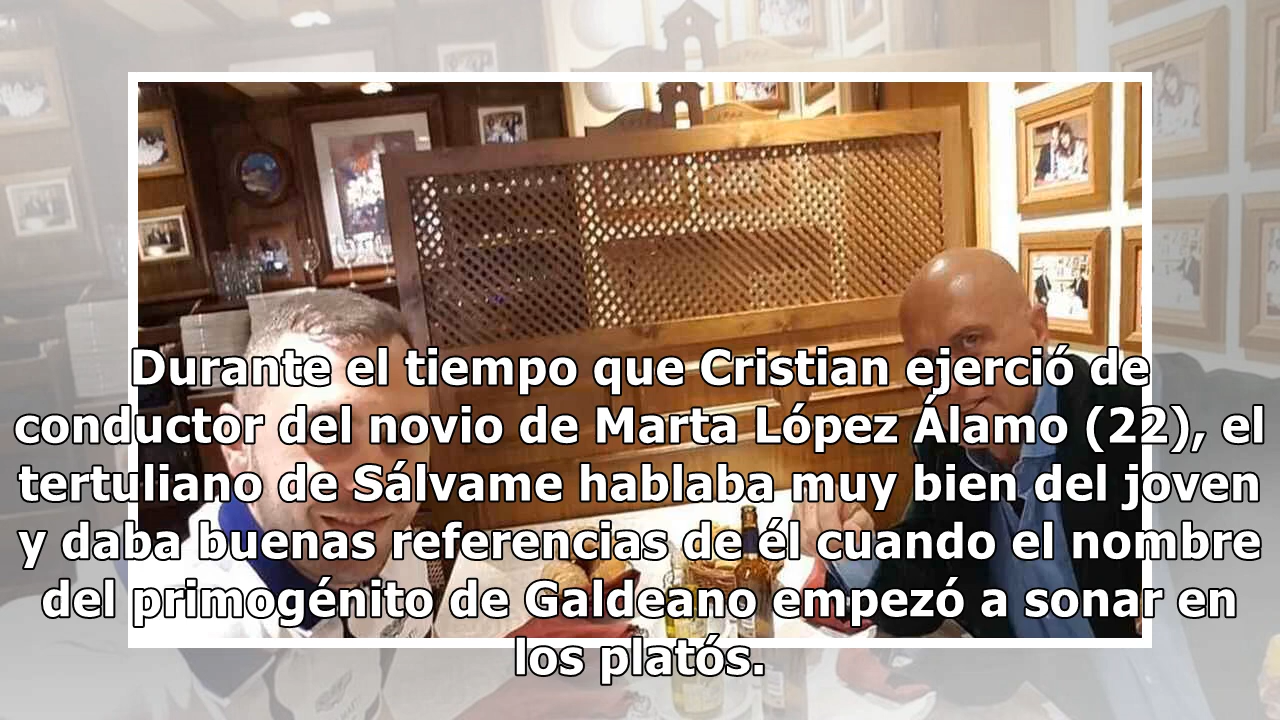 Durante el tiempo que Cristian ejerció de
conductor del novio de Marta López Álamo (22), el
tertuliano de Sálvame hablaba muy bien del joven
y daba buenas referencias de él cuando el nombre
del primogénito de Galdeano empezó a sonar en
los platós.